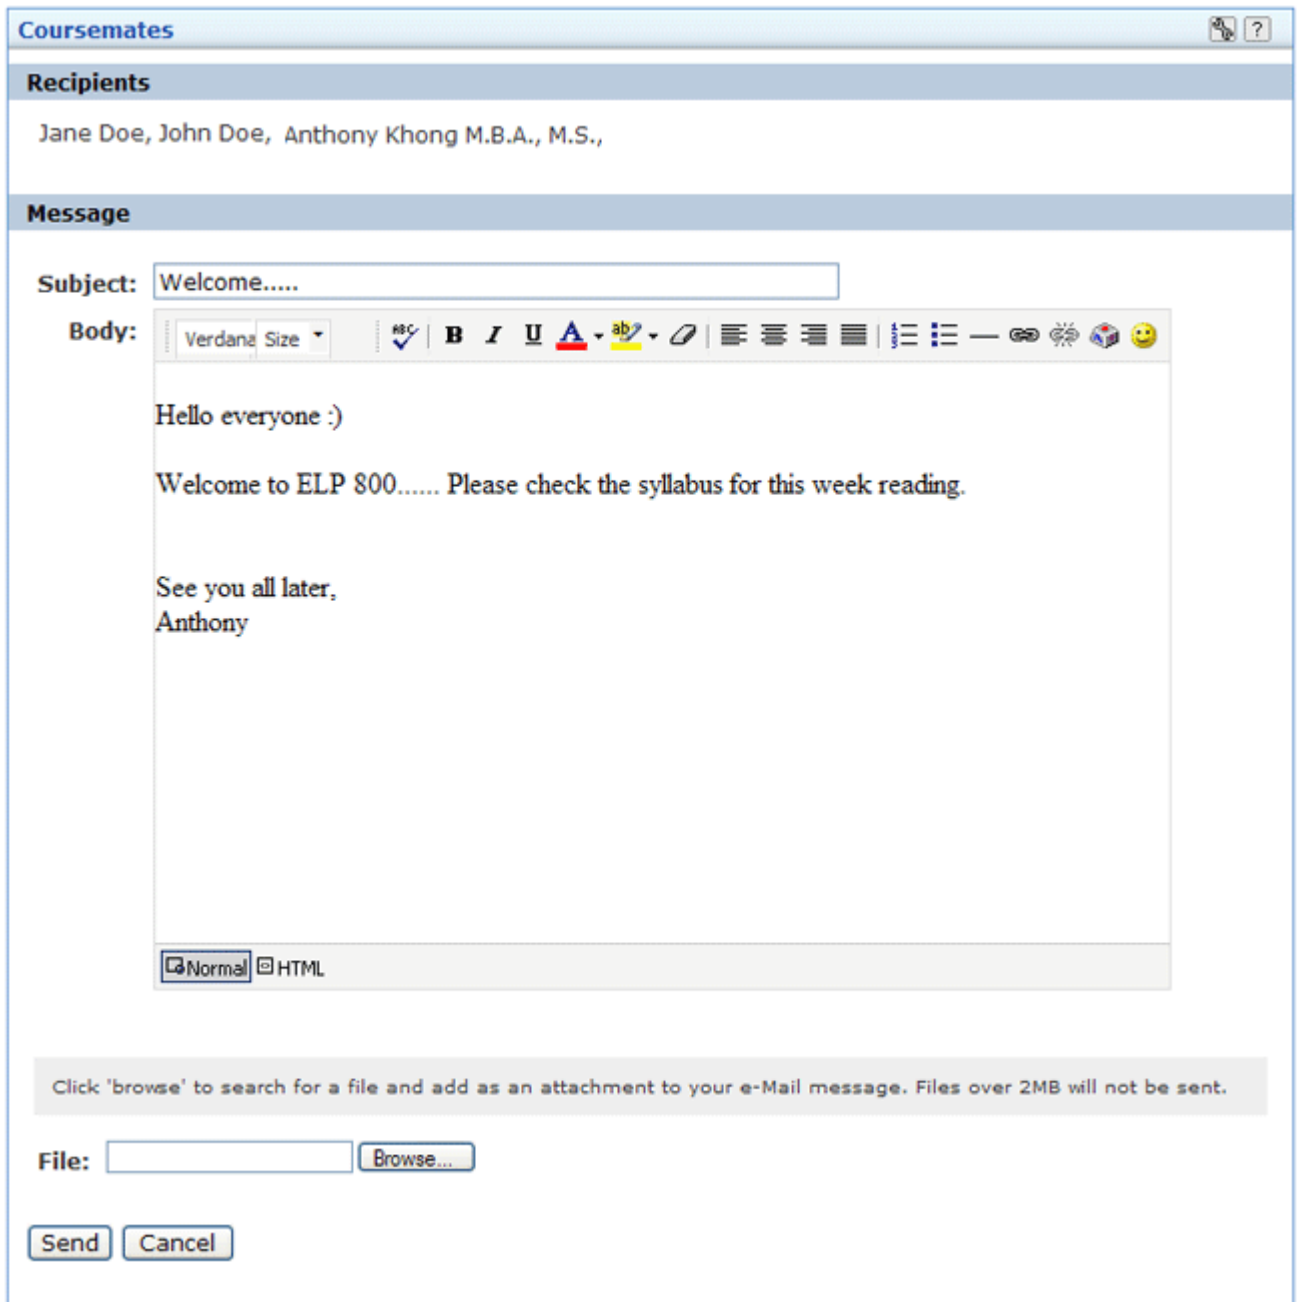 Coursemates
?
Recipients
Jane Doe, John Doe, Anthony Khong M.B.A., M.S.,
Message
Subject: Welcome.....
Body: Verdana Size ABC B I U A ab
Hello everyone :)
Welcome to ELP 800...... Please check the syllabus for this week reading.
See you all later,
Anthony
Normal HTML
Click 'browse' to search for a file and add as an attachment to your e-Mail message. Files over 2MB will not be sent.
File: Browse...
Send Cancel